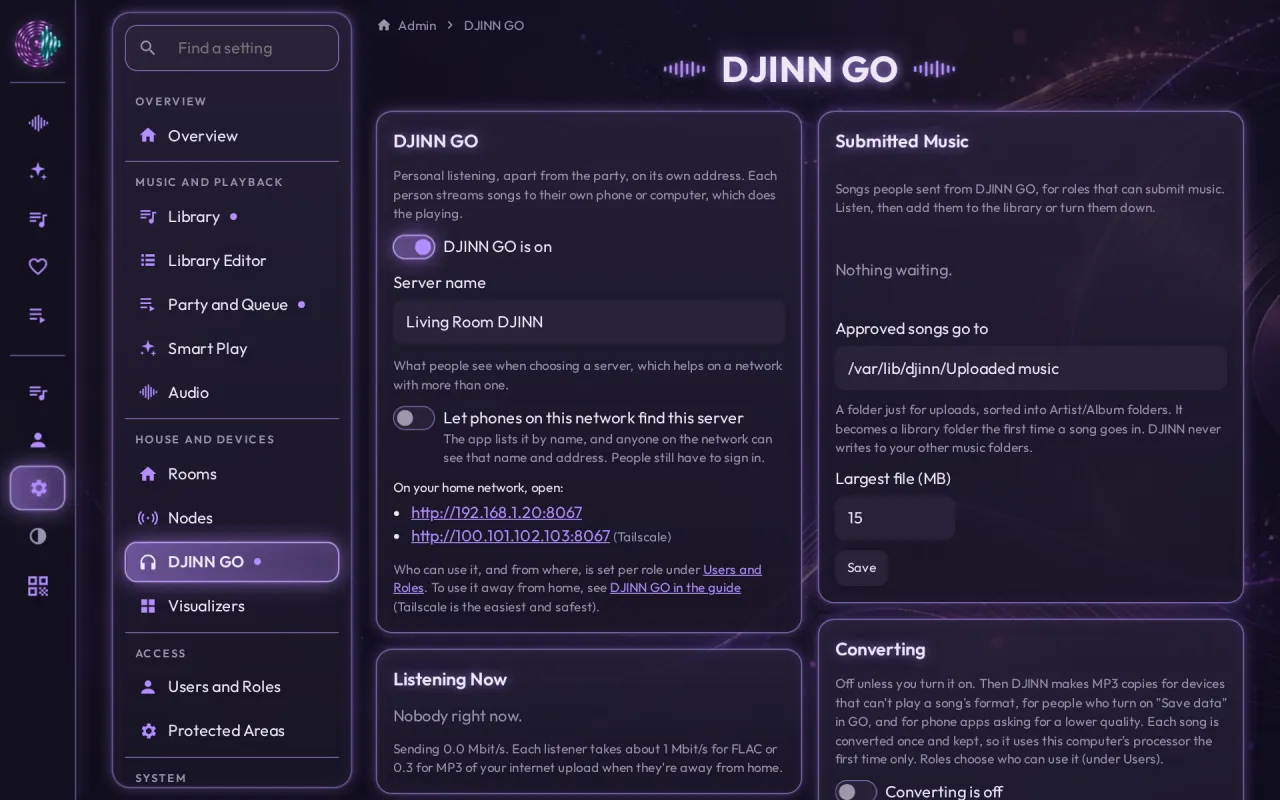 Find a setting
OVERVIEW
Overview
MUSIC AND PLAYBACK
Library
Library Editor
Party and Queue
Smart Play
Audio
HOUSE AND DEVICES
Rooms
Nodes
DJINN GO
Visualizers
ACCESS
Users and Roles
Protected Areas
SYSTEM
Admin > DJINN GO
DJINN GO
DJINN GO
Personal listening, apart from the party, on its own address. Each
person streams songs to their own phone or computer, which does
the playing.
DJINN GO is on
Server name
Living Room DJINN
What people see when choosing a server, which helps on a network
with more than one.
Let phones on this network find this server
The app lists it by name, and anyone on the network can
see that name and address. People still have to sign in.
On your home network, open:
• http://192.168.1.20:8067
• http://100.101.102.103:8067 (Tailscale)
Who can use it, and from where, is set per role under Users and
Roles. To use it away from home, see DJINN GO in the guide
(Tailscale is the easiest and safest).
Listening Now
Nobody right now.
Sending 0.0 Mbit/s. Each listener takes about 1 Mbit/s for FLAC or
0.3 for MP3 of your internet upload when they're away from home.
Submitted Music
Songs people sent from DJINN GO, for roles that can submit music.
Listen, then add them to the library or turn them down.
Nothing waiting.
Approved songs go to
/var/lib/djinn/Uploaded music
A folder just for uploads, sorted into Artist/Album folders. It
becomes a library folder the first time a song goes in. DJINN never
writes to your other music folders.
Largest file (MB)
15
Save
Converting
Off unless you turn it on. Then DJINN makes MP3 copies for devices
that can't play a song's format, for people who turn on "Save data"
in GO, and for phone apps asking for a lower quality. Each song is
converted once and kept, so it uses this computer's processor the
first time only. Roles choose who can use it (under Users).
Converting is off